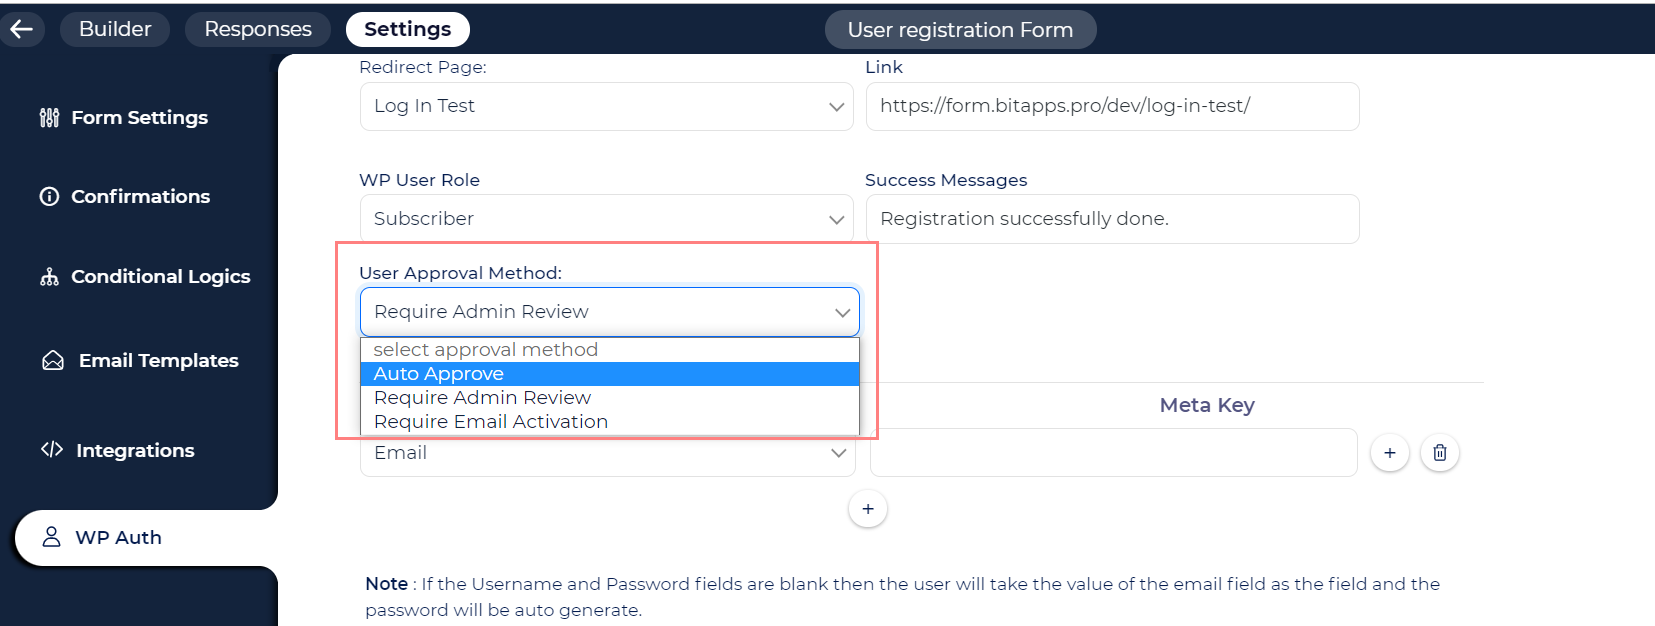 Builder
Responses
Settings
User registration Form
Form Settings
Confirmations
Conditional Logics
Email Templates
Integrations
WP Auth
Redirect Page:
Link
Log In Test
https://form.bitapps.pro/dev/log-in-test/
WP User Role
Success Messages
Subscriber
Registration successfully done.
User Approval Method:
Require Admin Review
select approval method
Auto Approve
Require Admin Review
Require Email Activation
Meta Key
Email
Note : If the Username and Password fields are blank then the user will take the value of the email field as the field and the
password will be auto generate.